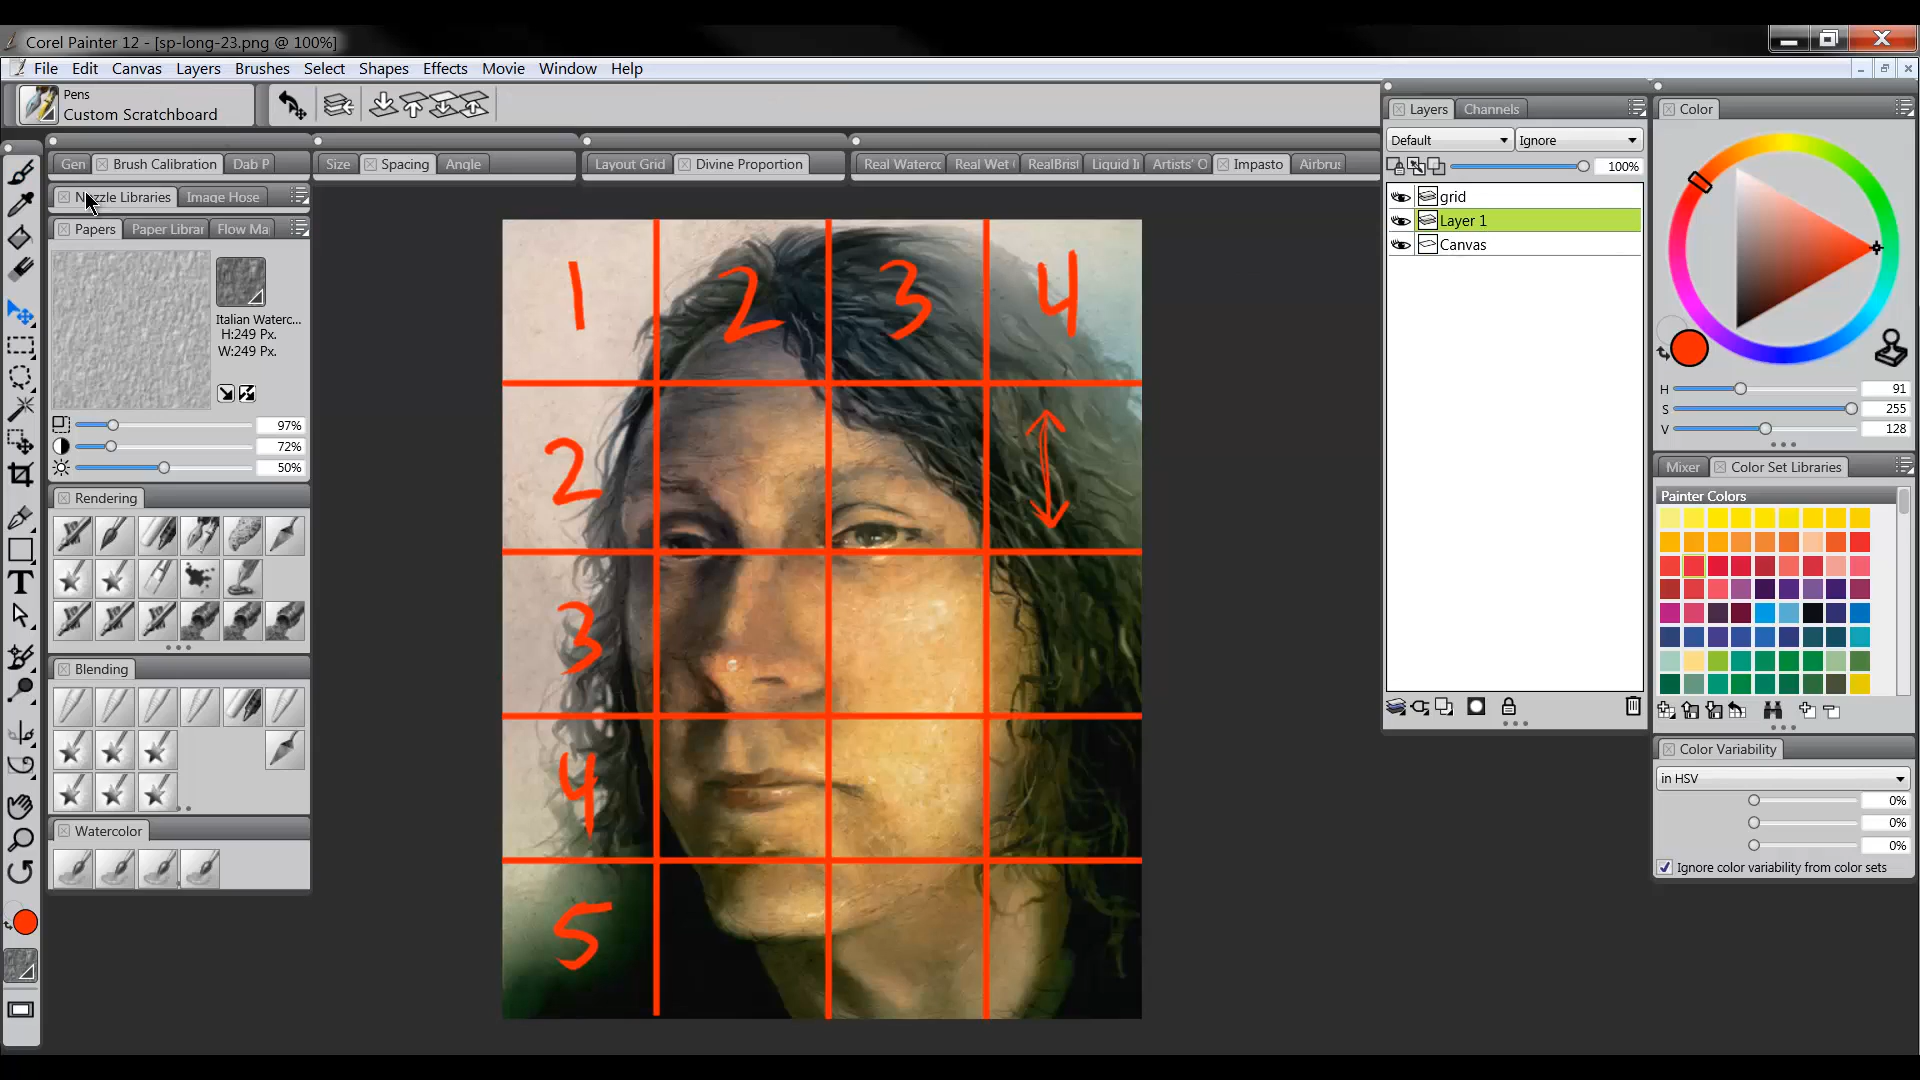 Corel Painter 12 - [sp-long-23.png @ 100%]
File Edit Canvas Layers Brushes Select Shapes Effects Movie Window Help
Pens
Custom Scratchboard
Gen Brush Calibration Dab P
Size Spacing Angle
Layout Grid Divine Proportion
Real Waterc Real Wet RealBrist Liquid I Artists' O Impasto Airbrus
Nozzle Libraries Image Hose
Papers Paper Librar Flow Ma
Italian Waterc...
H:249 Px.
W:249 Px.
97%
72%
50%
Rendering
Blending
Watercolor
T
1 2 3 4
2
3
4
5
Layers Channels
Default Ignore
100%
grid
Layer 1
Canvas
Color
H 91
S 255
V 128
Mixer Color Set Libraries
Painter Colors
Color Variability
in HSV
0%
0%
0%
Ignore color variability from color sets